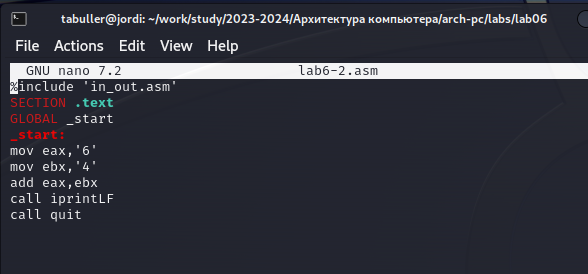 tabuller@jordi: ~/work/study/2023-2024/Архитектура компьютера/arch-pc/labs/lab06
File Actions Edit View Help
GNU nano 7.2 lab6-2.asm
%include 'in_out.asm'
SECTION .text
GLOBAL _start
_start:
mov eax,'6'
mov ebx,'4'
add eax,ebx
call iprintLF
call quit